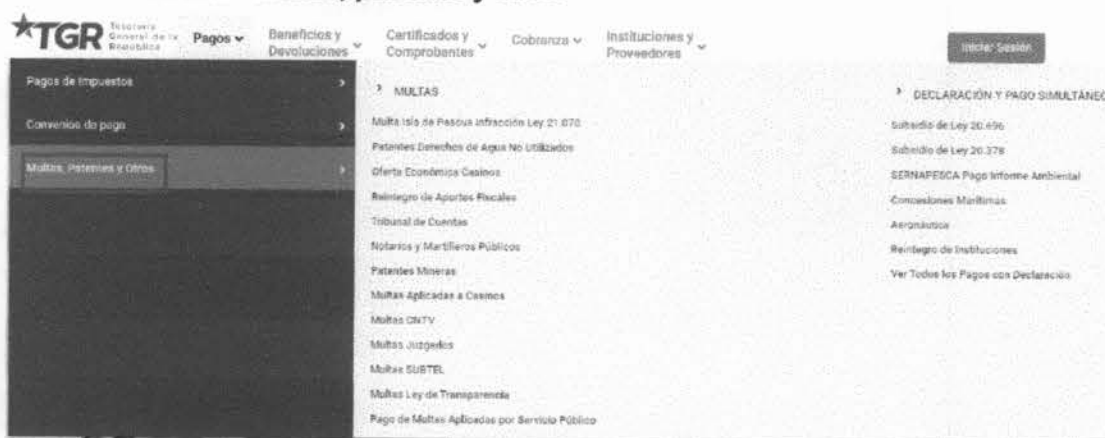 TGR Tesorería General de la República
Pagos
Beneficios y Devoluciones
Certificados y Comprobantes
Cobranza
Instituciones y Proveedores
Iniciar Sesión
Pagos de Impuestos
Convenios de pago
Multas, Patentes y Otros
MULTAS
Multa Isla de Pascua Infracción Ley 21.070
Patentes Derechos de Agua No Utilizados
Oferta Económica Casinos
Reintegro de Aportes Fiscales
Tribunal de Cuentas
Notarios y Martilleros Públicos
Patentes Mineras
Multas Aplicadas a Casinos
Multas CNTV
Multas Juzgados
Multas SUBTEL
Multas Ley de Transparencia
Pago de Multas Aplicadas por Servicio Público
DECLARACIÓN Y PAGO SIMULTÁNEO
Subsidio de Ley 20.696
Subsidio de Ley 20.378
SERNAPESCA Pago Informe Ambiental
Concesiones Marítimas
Aeronáutica
Reintegro de Instituciones
Ver Todos los Pagos con Declaración